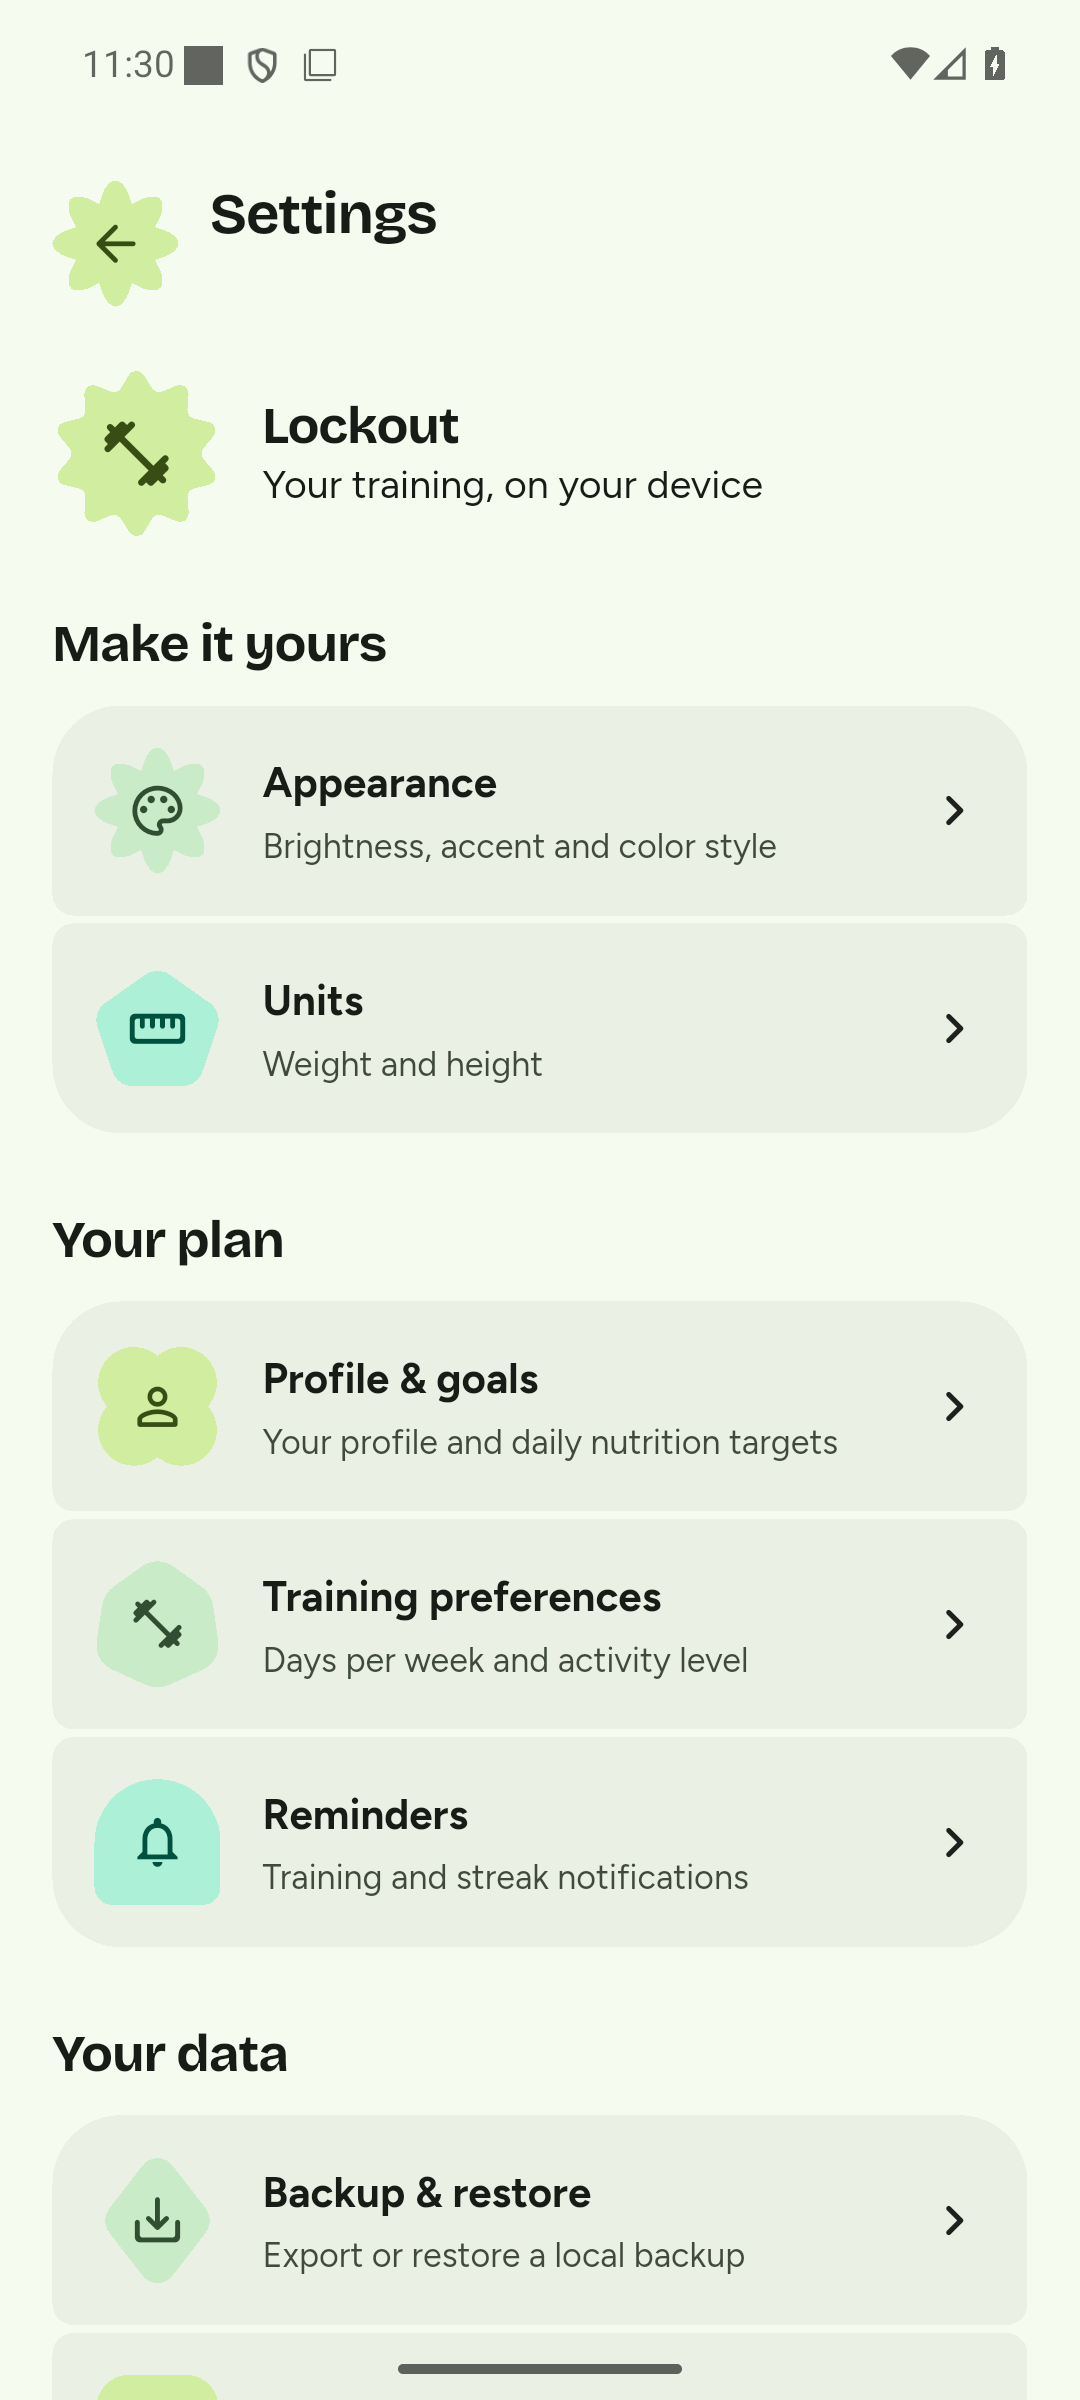 11:30
Settings
Lockout
Your training, on your device
Make it yours
Appearance
Brightness, accent and color style
Units
Weight and height
Your plan
Profile & goals
Your profile and daily nutrition targets
Training preferences
Days per week and activity level
Reminders
Training and streak notifications
Your data
Backup & restore
Export or restore a local backup